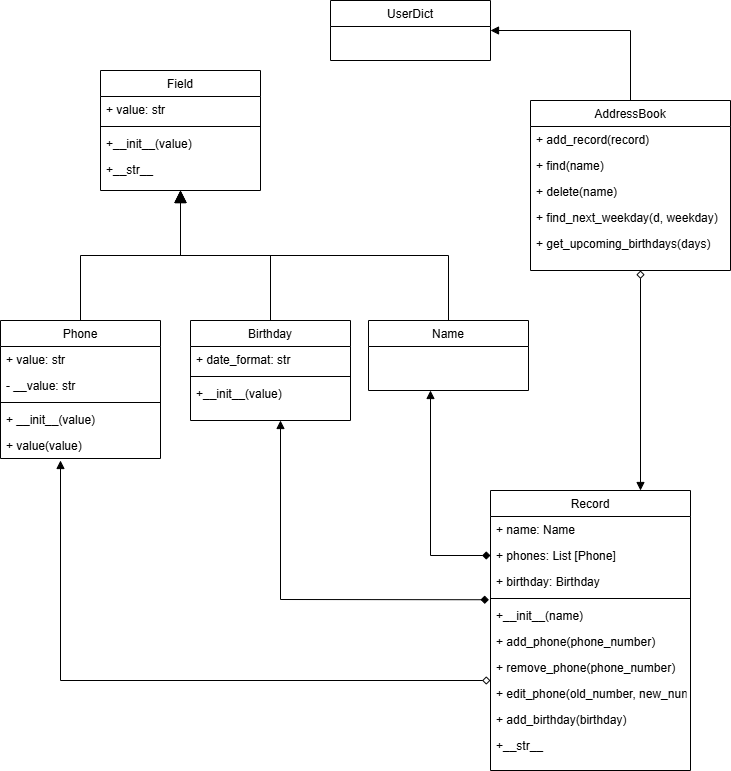 UserDict
Field
+ value: str
+__init__(value)
+__str__
AddressBook
+ add_record(record)
+ find(name)
+ delete(name)
+ find_next_weekday(d, weekday)
+ get_upcoming_birthdays(days)
Phone
+ value: str
- __value: str
+ __init__(value)
+ value(value)
Birthday
+ date_format: str
+__init__(value)
Name
Record
+ name: Name
+ phones: List [Phone]
+ birthday: Birthday
+__init__(name)
+ add_phone(phone_number)
+ remove_phone(phone_number)
+ edit_phone(old_number, new_num
+ add_birthday(birthday)
+__str__